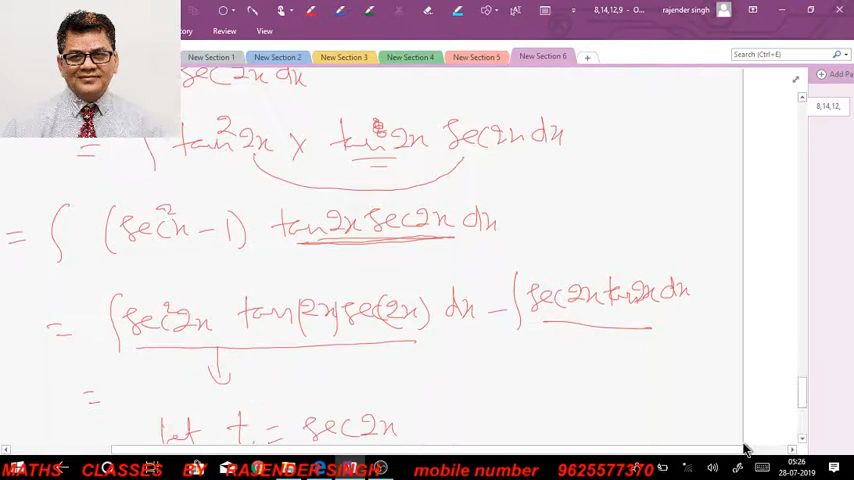 8,14,12,9 - OneNote
rajender singh
Review
View
New Section 1 New Section 2 New Section 3 New Section 4 New Section 5 New Section 6 +
Search (Ctrl+E)
Add Pa
8,14,12,
sec2x dx
= ∫ tan²2x × tan2x sec2x dx
= ∫ (sec²x - 1) tan2x sec2x dx
= ∫ sec²2x tan(2x) sec(2x) dx - ∫ sec2x tan2x dx
=
Let t = sec2x
MATHS CLASSES BY RAJENDER SINGH mobile number 9625577370
05:26
28-07-2019